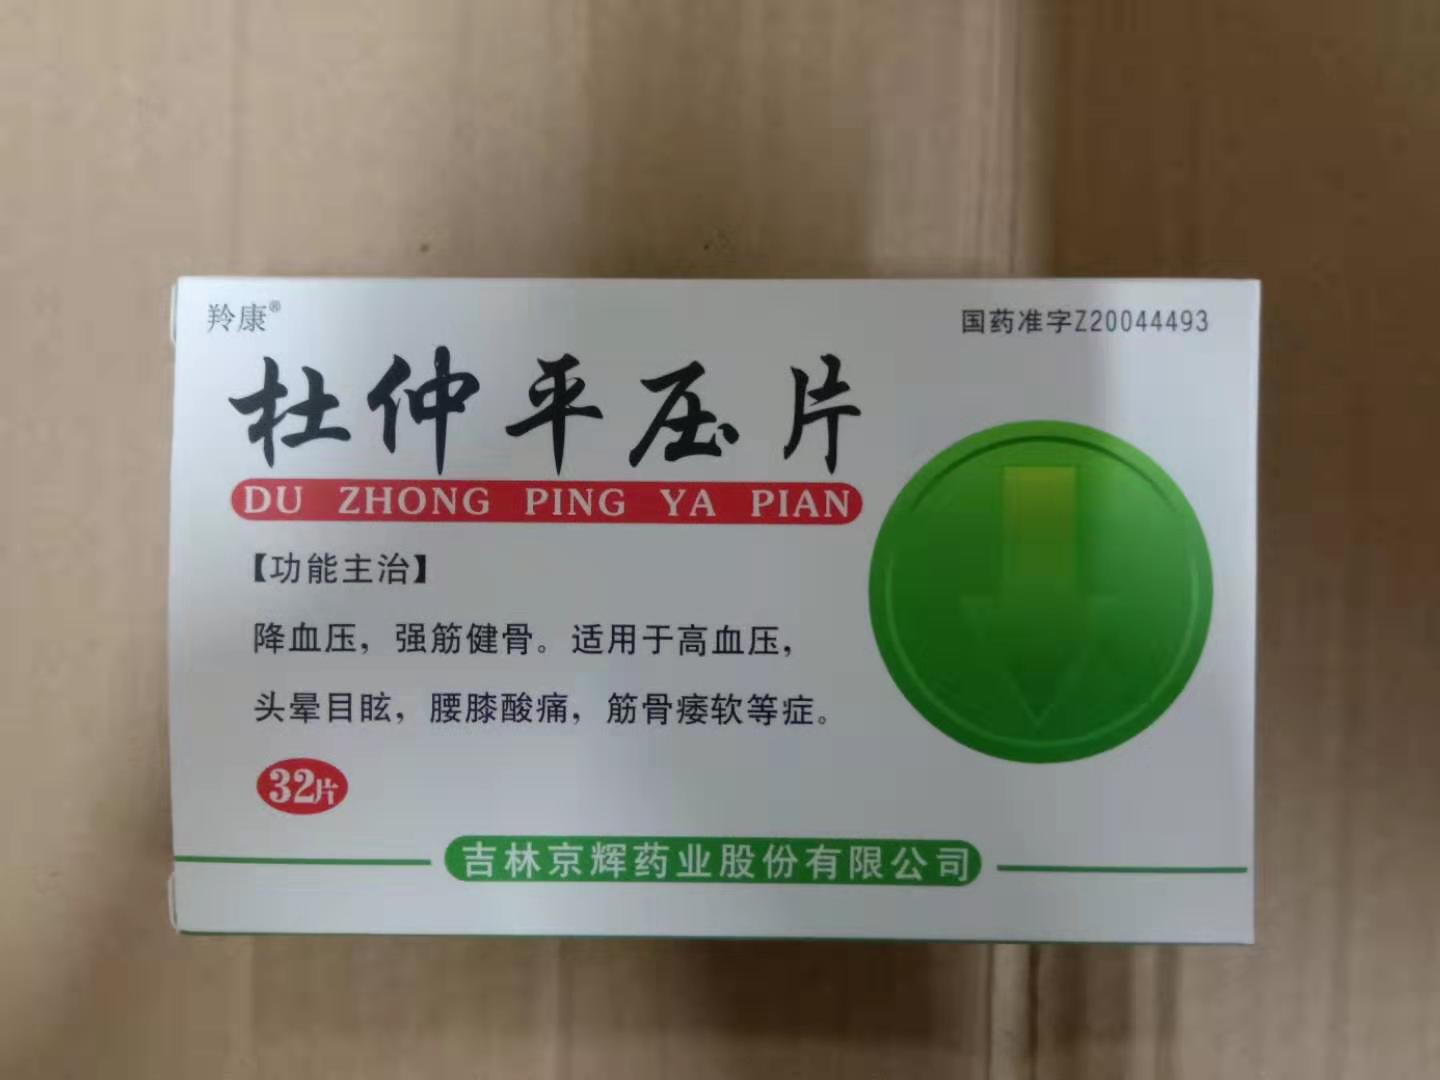 羚康®
国药准字Z20044493
杜仲平压片
DU ZHONG PING YA PIAN
【功能主治】
降血压，强筋健骨。适用于高血压，
头晕目眩，腰膝酸痛，筋骨痿软等症。
32片
吉林京辉药业股份有限公司